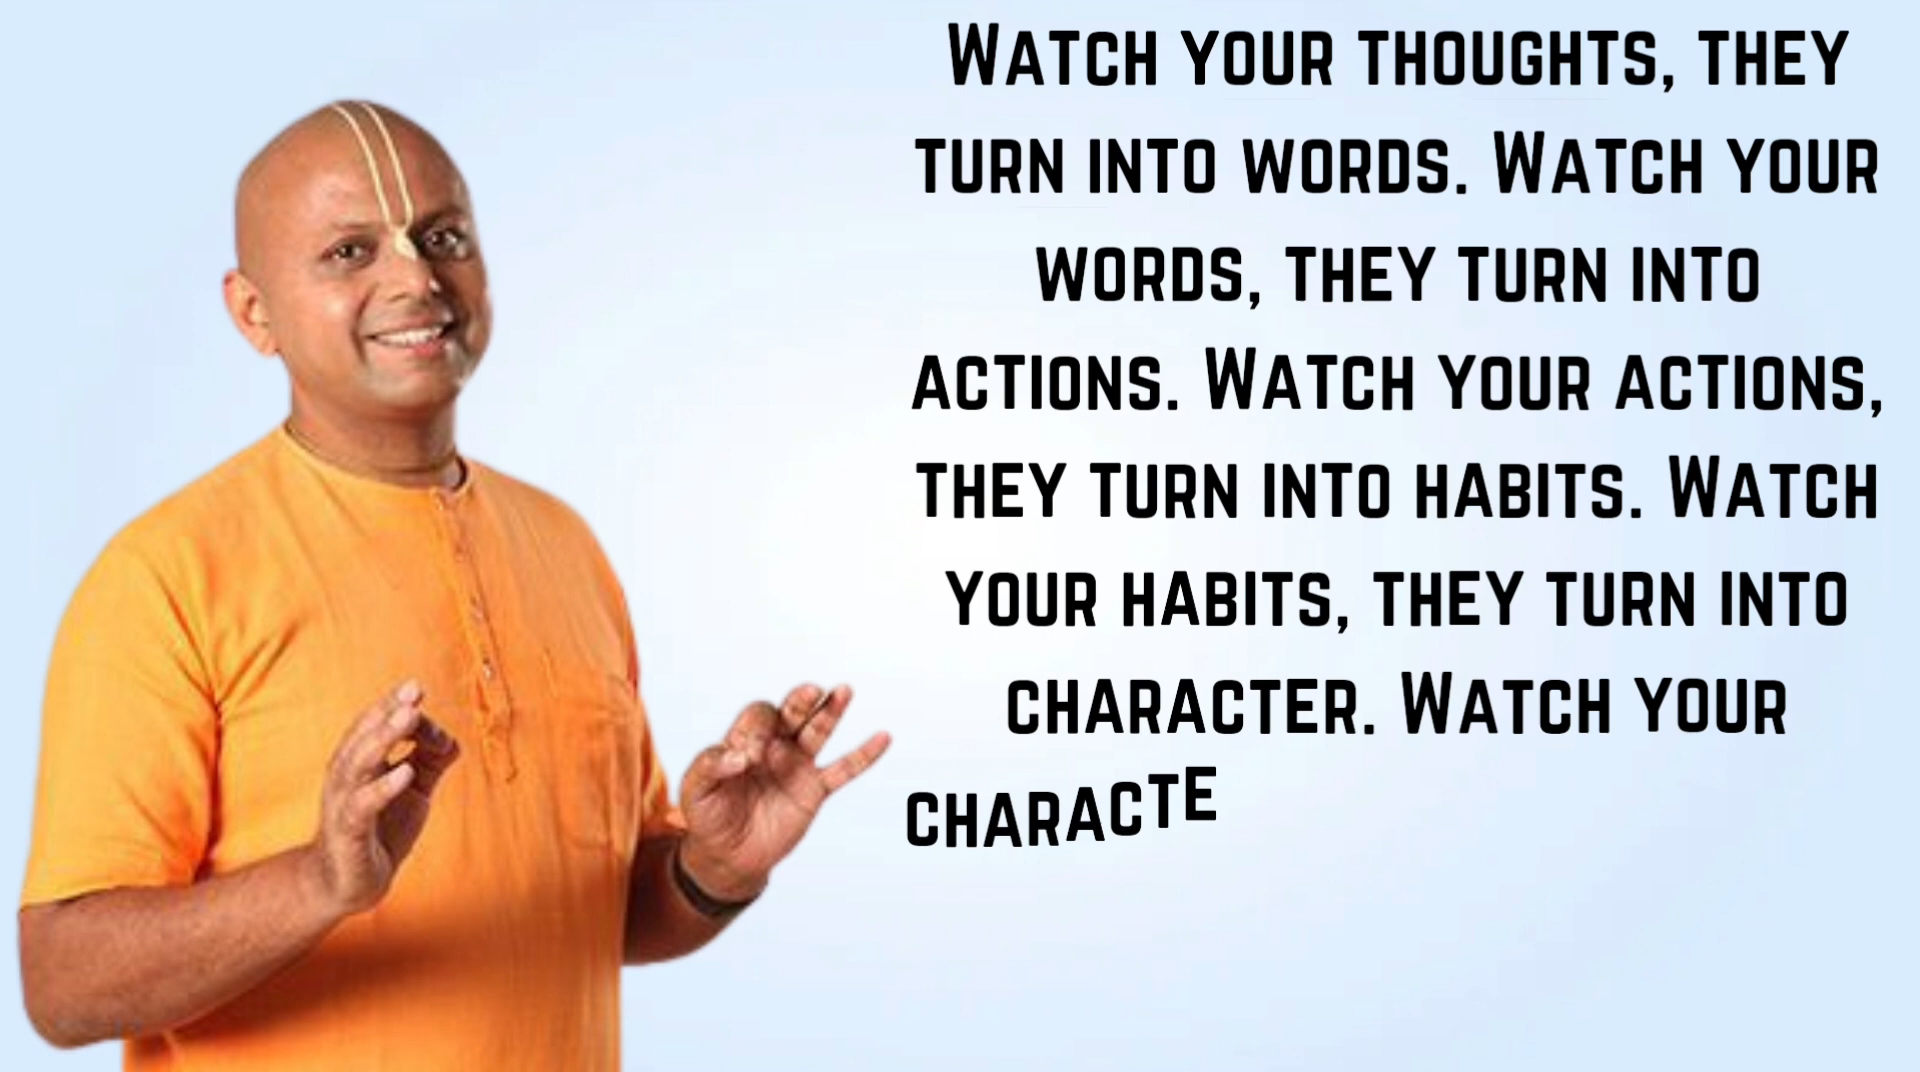 Watch your thoughts, they
turn into words. Watch your
words, they turn into
actions. Watch your actions,
they turn into habits. Watch
your habits, they turn into
character. Watch your
characte